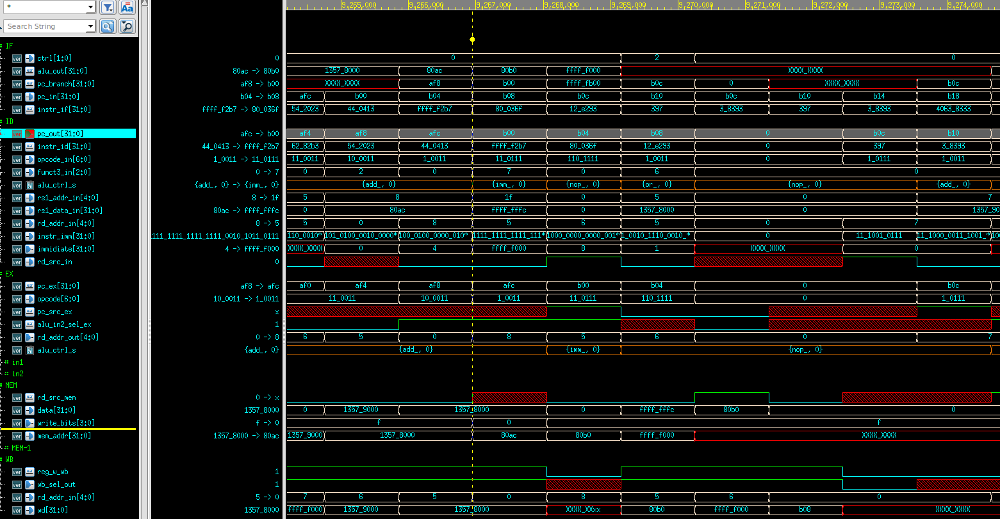 *
Aa
Search String
9,265,000 9,266,000 9,267,000 9,268,000 9,269,000 9,270,000 9,271,000 9,272,000 9,273,000 9,274,000
IF
ver ctrl[1:0] 0 0 2 0
ver alu_out[31:0] 80ac -> 80b0 1357_8000 80ac 80b0 ffff_f000 XXXX_XXXX
ver pc_branch[31:0] af8 -> b00 XXXX_XXXX af8 b00 ffff_fb00 b0c 0 XXXX_XXXX b0c
ver pc_in[31:0] b04 -> b08 afc b00 b04 b08 b0c b10 b0c b10 b14 b18
ver instr_if[31:0] ffff_f2b7 -> 80_036f 54_2023 44_0413 ffff_f2b7 80_036f 12_e293 397 3_8393 397 3_8393 4063_8333
ID
ver pc_out[31:0] afc -> b00 af4 af8 afc b00 b04 b08 0 b0c b10
ver instr_id[31:0] 44_0413 -> ffff_f2b7 62_82b3 54_2023 44_0413 ffff_f2b7 80_036f 12_e293 0 397 3_8393
ver opcode_in[6:0] 1_0011 -> 11_0111 11_0011 10_0011 1_0011 11_0111 110_1111 1_0011 0 1_0111 1_0011
ver funct3_in[2:0] 0 -> 7 0 2 0 7 0 6 0
ver alu_ctrl_s {add_, 0} -> {imm_, 0} {add_, 0} {imm_, 0} {nop_, 0} {or_, 0} {nop_, 0} {add_, 0}
ver rs1_addr_in[4:0] 8 -> 1f 5 8 1f 0 5 0 7
ver rs1_data_in[31:0] 80ac -> ffff_fffc 0 80ac ffff_fffc 0 1357_8000 0 1357_90
ver rd_addr_in[4:0] 8 -> 5 5 0 8 5 6 5 0 7
ver instr_imm[31:0] 1111_1111_1111_1111_0010_1011_0111 110_0010* 101_0100_0010_0000* 100_0100_0000_010* 1111_1111_1111_111* 1000_0000_0000_001* 1_0010_1110_0010_* 0 11_1001_0111 11_1000_0011_1001_*
ver immidiate[31:0] 4 -> ffff_f000 XXXX_XXXX 0 4 ffff_f000 8 1 XXXX_XXXX 0
ver rd_src_in 0
EX
ver pc_ex[31:0] af8 -> afc af0 af4 af8 afc b00 b04 0 b0c
ver opcode[6:0] 10_0011 -> 1_0011 11_0011 10_0011 1_0011 11_0111 110_1111 0 1_0111
ver pc_src_ex x
ver alu_in2_sel_ex 1
ver rd_addr_out[4:0] 0 -> 8 6 5 0 8 5 6 0 7
ver alu_ctrl_s {add_, 0} {add_, 0} {imm_, 0} {nop_, 0}
in1
in2
MEM
ver rd_src_mem 0 -> x
ver data[31:0] 1357_8000 0 1357_9000 1357_8000 0 ffff_fffc 80b0 0
ver write_bits[3:0] f -> 0 f 0 f
ver mem_addr[31:0] 1357_8000 -> 80ac 1357_9000 1357_8000 80ac 80b0 ffff_f000 XXXX_XXXX
MEM-1
WB
ver reg_w_wb 1
ver wb_sel_out 1
ver rd_addr_in[4:0] 5 -> 0 7 6 5 0 8 5 6 0
ver wd[31:0] 1357_8000 ffff_f000 1357_9000 1357_8000 XXXX_XXxx 80b0 ffff_f000 b08 XXXX_XXXX